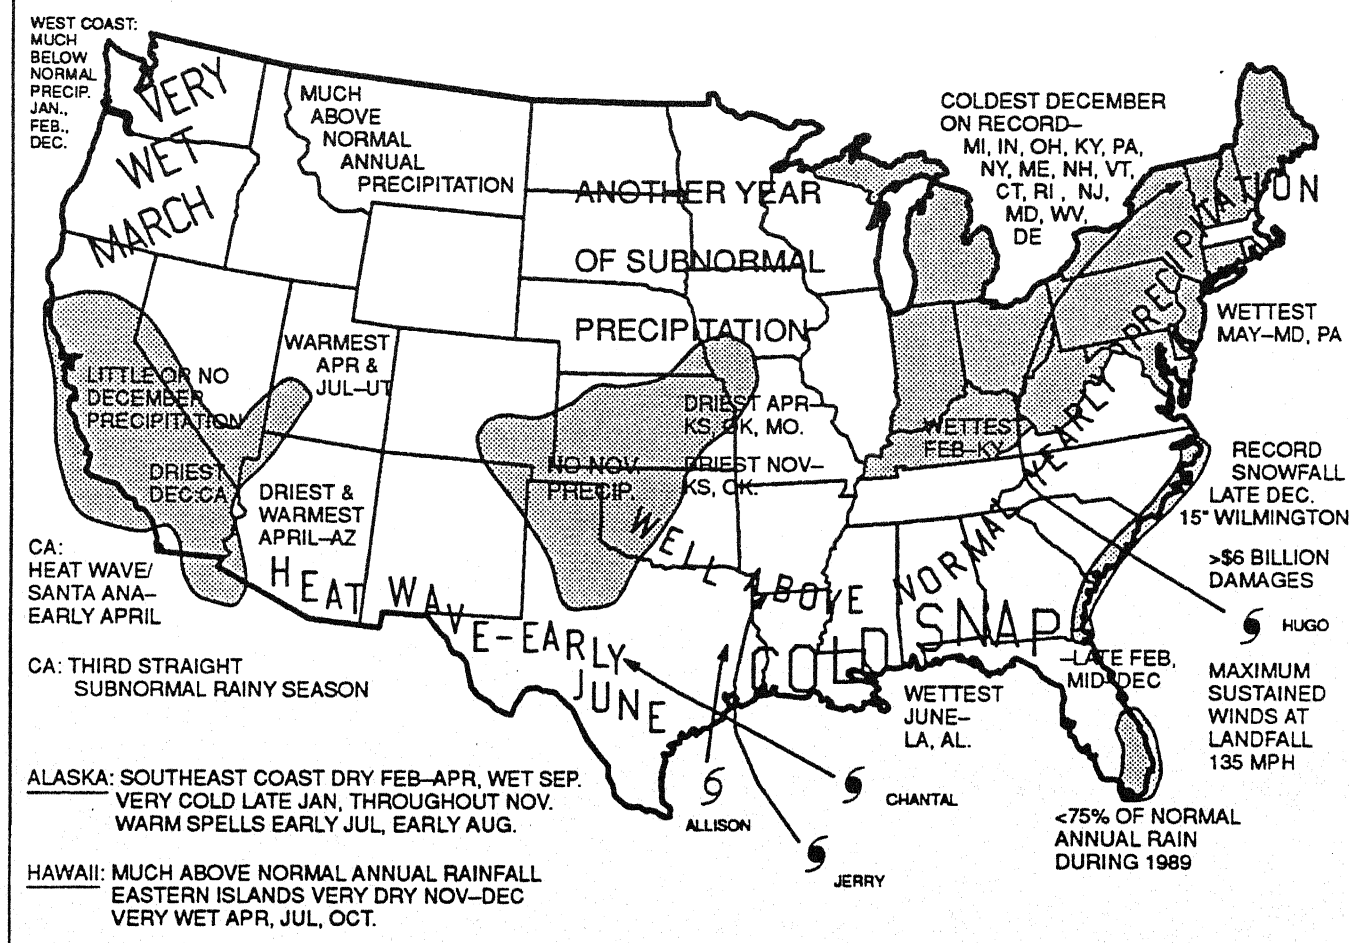 WEST COAST:
MUCH
BELOW
NORMAL
PRECIP.
JAN.,
FEB.,
DEC.
VERY
WET
MARCH
MUCH
ABOVE
NORMAL
ANNUAL
PRECIPITATION
ANOTHER YEAR
OF SUBNORMAL
PRECIPITATION
COLDEST DECEMBER
ON RECORD–
MI, IN, OH, KY, PA,
NY, ME, NH, VT,
CT, RI , NJ,
MD, WV,
DE
WETTEST
MAY–MD, PA
WARMEST
APR &
JUL–UT
LITTLE OR NO
DECEMBER
PRECIPITATION
DRIEST
DEC:CA
DRIEST &
WARMEST
APRIL–AZ
DRIEST APR–
KS, OK, MO.
NO NOV.
PRECIP.
DRIEST NOV–
KS, OK.
WETTEST
FEB–KY
WELL ABOVE NORMAL YEARLY PRECIPITATION
RECORD
SNOWFALL
LATE DEC.
15" WILMINGTON
>$6 BILLION
DAMAGES
HUGO
MAXIMUM
SUSTAINED
WINDS AT
LANDFALL
135 MPH
CA:
HEAT WAVE/
SANTA ANA–
EARLY APRIL
HEAT WAVE–EARLY
JUNE
COLD SNAP
–LATE FEB,
MID–DEC
WETTEST
JUNE–
LA, AL.
CA: THIRD STRAIGHT
SUBNORMAL RAINY SEASON
ALLISON
CHANTAL
JERRY
<75% OF NORMAL
ANNUAL RAIN
DURING 1989
ALASKA: SOUTHEAST COAST DRY FEB–APR, WET SEP.
VERY COLD LATE JAN, THROUGHOUT NOV.
WARM SPELLS EARLY JUL, EARLY AUG.
HAWAII: MUCH ABOVE NORMAL ANNUAL RAINFALL
EASTERN ISLANDS VERY DRY NOV–DEC
VERY WET APR, JUL, OCT.